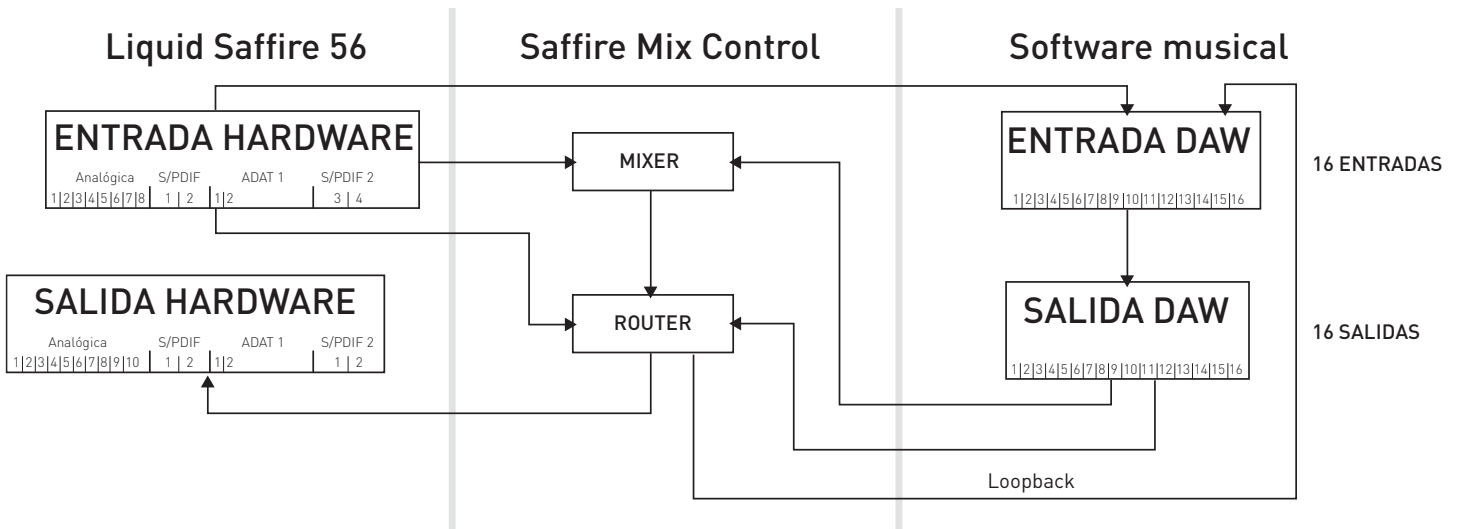 Liquid Saffire 56
Saffire Mix Control
Software musical
ENTRADA HARDWARE
Analógica S/PDIF ADAT 1 S/PDIF 2
1|2|3|4|5|6|7|8 1 | 2 1|2 3 | 4
MIXER
ENTRADA DAW
1|2|3|4|5|6|7|8|9|10|11|12|13|14|15|16
16 ENTRADAS
SALIDA HARDWARE
Analógica S/PDIF ADAT 1 S/PDIF 2
1|2|3|4|5|6|7|8|9|10 1 | 2 1|2 1 | 2
ROUTER
SALIDA DAW
1|2|3|4|5|6|7|8|9|10|11|12|13|14|15|16
16 SALIDAS
Loopback